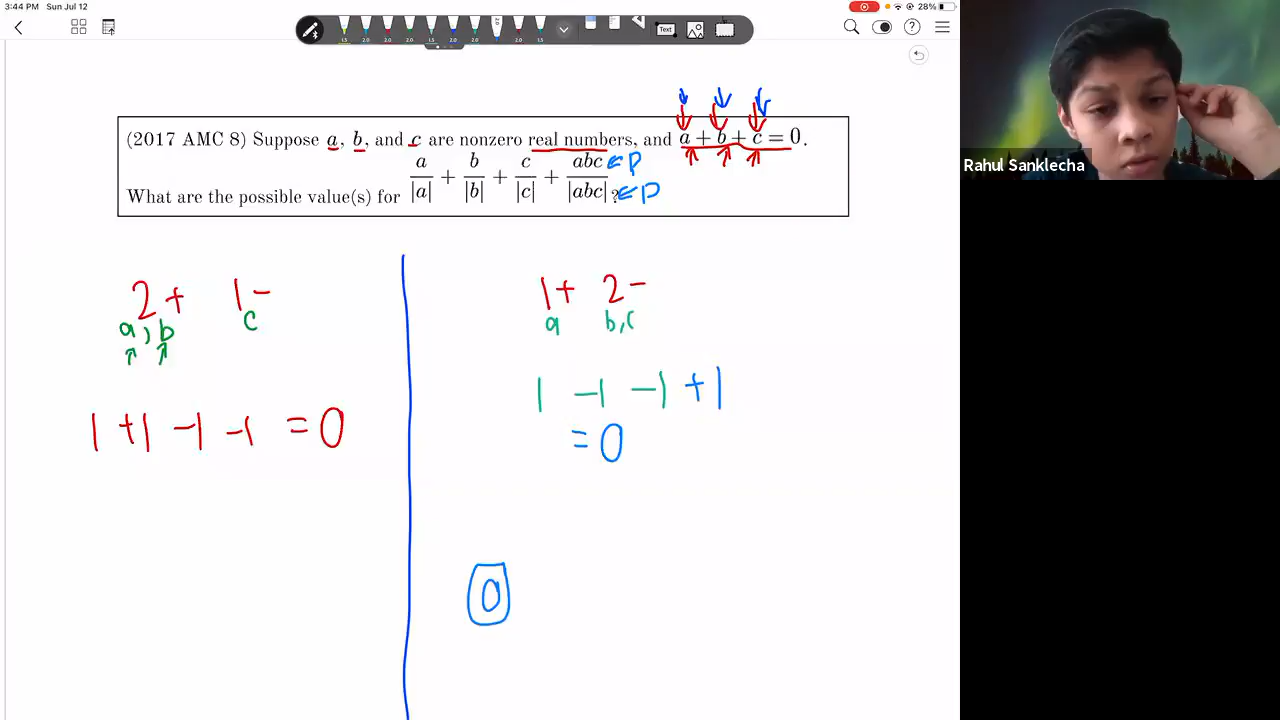 3:44 PM Sun Jul 12
28%
Text
(2017 AMC 8) Suppose a, b, and c are nonzero real numbers, and a + b + c = 0.
What are the possible value(s) for a/|a| + b/|b| + c/|c| + abc/|abc|?
← P
← P
2 + 1 −
a, b c
1 + 1 − 1 − 1 = 0
1 + 2 −
a b, c
1 − 1 − 1 + 1
= 0
0
Rahul Sanklecha